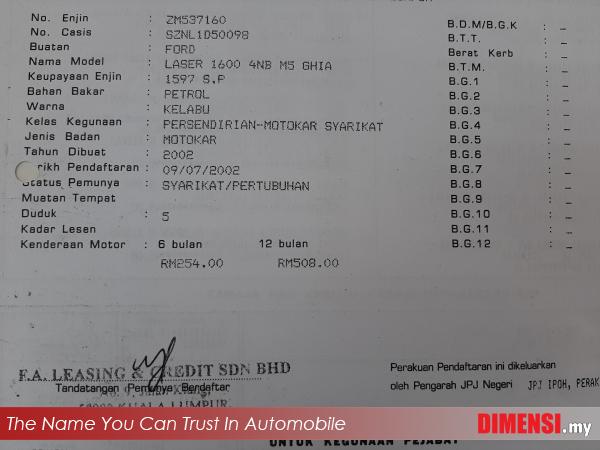 No. Enjin : ZM537160
No. Casis : SZNL1D50098
Buatan : FORD
Nama Model : LASER 1600 4NB M5 GHIA
Keupayaan Enjin : 1597 S.P
Bahan Bakar : PETROL
Warna : KELABU
Kelas Kegunaan : PERSENDIRIAN-MOTOKAR SYARIKAT
Jenis Badan : MOTOKAR
Tahun Dibuat : 2002
rikh Pendaftaran : 09/07/2002
Status Pemunya : SYARIKAT/PERTUBUHAN
Muatan Tempat
Duduk : 5
Kadar Lesen
Kenderaan Motor : 6 bulan 12 bulan
RM254.00 RM508.00
B.D.M/B.G.K : _
B.T.T. : _
Berat Kerb : _
B.T.M. : _
B.G.1 : _
B.G.2 : _
B.G.3 : _
B.G.4 : _
B.G.5 : _
B.G.6 : _
B.G.7 : _
B.G.8 : _
B.G.9 : _
B.G.10 : _
B.G.11 : _
B.G.12 : _
F.A. LEASING & CREDIT SDN BHD
Tandatangan Pemunya Berdaftar
KUALA LUMPUR
Perakuan Pendaftaran ini dikeluarkan
oleh Pengarah JPJ Negeri JPJ IPOH, PERAK
UNTUK KEGUNAAN PEJABAT
The Name You Can Trust In Automobile
DIMENSI.my